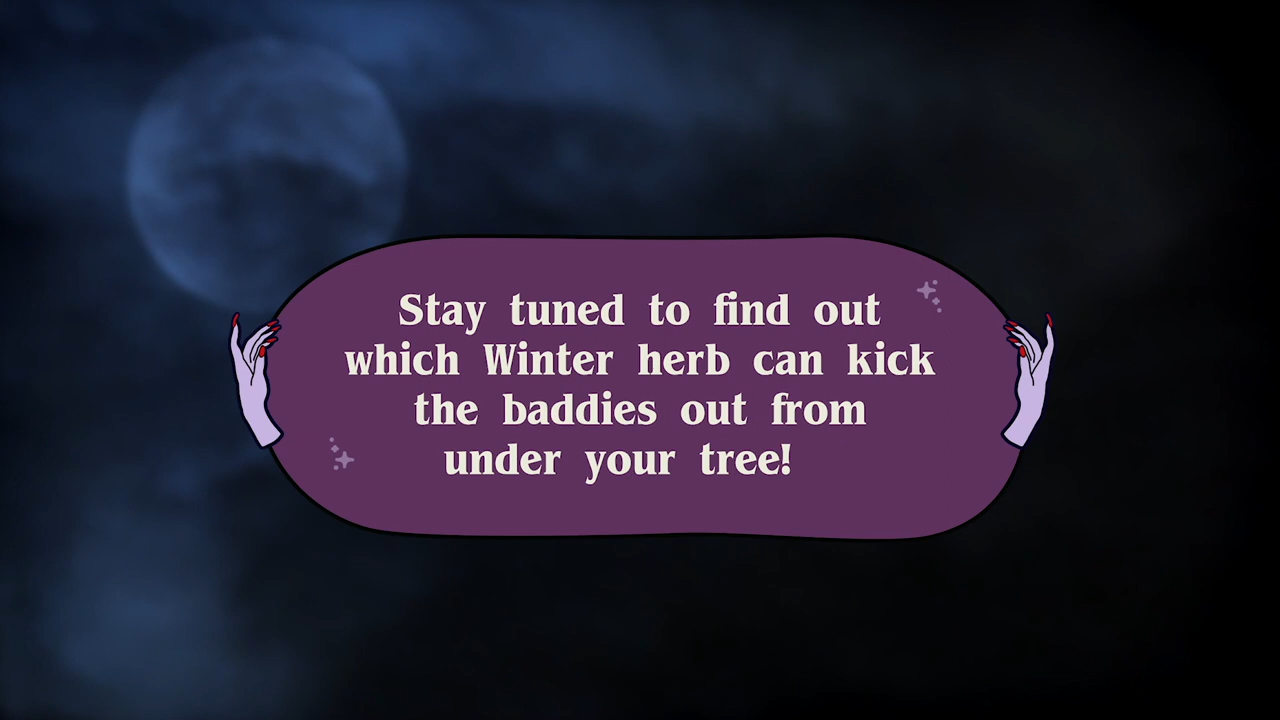 Stay tuned to find out
which Winter herb can kick
the baddies out from
under your tree!